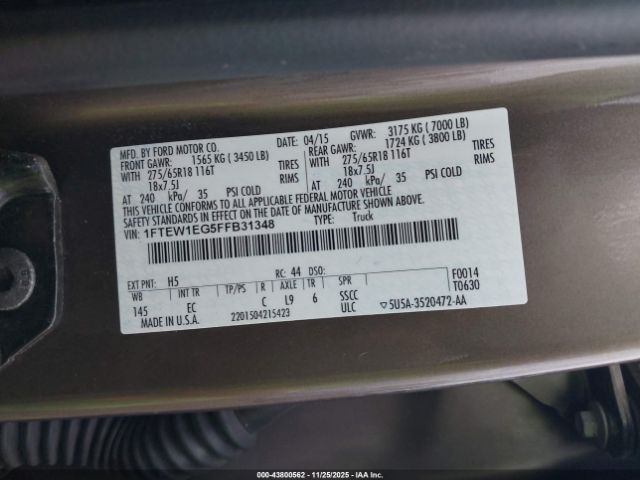 MFD. BY FORD MOTOR CO. DATE: 04/15 GVWR: 3175 KG ( 7000 LB)
FRONT GAWR: 1565 KG ( 3450 LB) REAR GAWR: 1724 KG ( 3800 LB)
WITH 275/65R18 116T TIRES WITH 275/65R18 116T TIRES
18x7.5J RIMS 18x7.5J RIMS
AT 240 kPa/ 35 PSI COLD AT 240 kPa/ 35 PSI COLD
THIS VEHICLE CONFORMS TO ALL APPLICABLE FEDERAL MOTOR VEHICLE
SAFETY STANDARDS IN EFFECT ON THE DATE OF MANUFACTURE SHOWN ABOVE.
VIN: 1FTEW1EG5FFB31348 TYPE: Truck
EXT PNT: H5 RC: 44 DSO: F0014
WB INT TR TP/PS R AXLE TR SPR T0630
145 EC C L9 6 SSCC
MADE IN U.S.A. 2201504215423 ULC ▽5U5A-3520472-AA
00-43800562 - 11/25/2025 - IAA Inc.